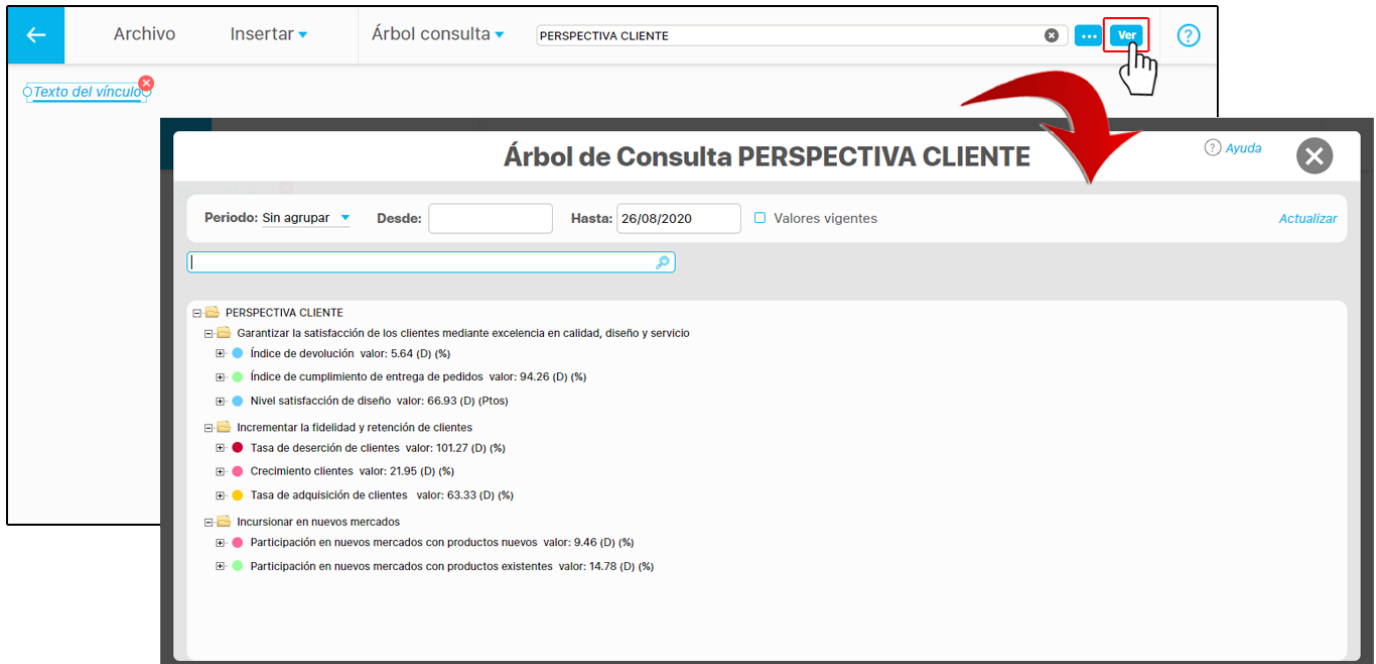 Archivo Insertar Árbol consulta PERSPECTIVA CLIENTE ... Ver ?
Texto del vínculo
Árbol de Consulta PERSPECTIVA CLIENTE ? Ayuda
Periodo: Sin agrupar Desde: Hasta: 26/08/2020 Valores vigentes Actualizar
PERSPECTIVA CLIENTE
Garantizar la satisfacción de los clientes mediante excelencia en calidad, diseño y servicio
Índice de devolución valor: 5.64 (D) (%)
Índice de cumplimiento de entrega de pedidos valor: 94.26 (D) (%)
Nivel satisfacción de diseño valor: 66.93 (D) (Ptos)
Incrementar la fidelidad y retención de clientes
Tasa de deserción de clientes valor: 101.27 (D) (%)
Crecimiento clientes valor: 21.95 (D) (%)
Tasa de adquisición de clientes valor: 63.33 (D) (%)
Incursionar en nuevos mercados
Participación en nuevos mercados con productos nuevos valor: 9.46 (D) (%)
Participación en nuevos mercados con productos existentes valor: 14.78 (D) (%)